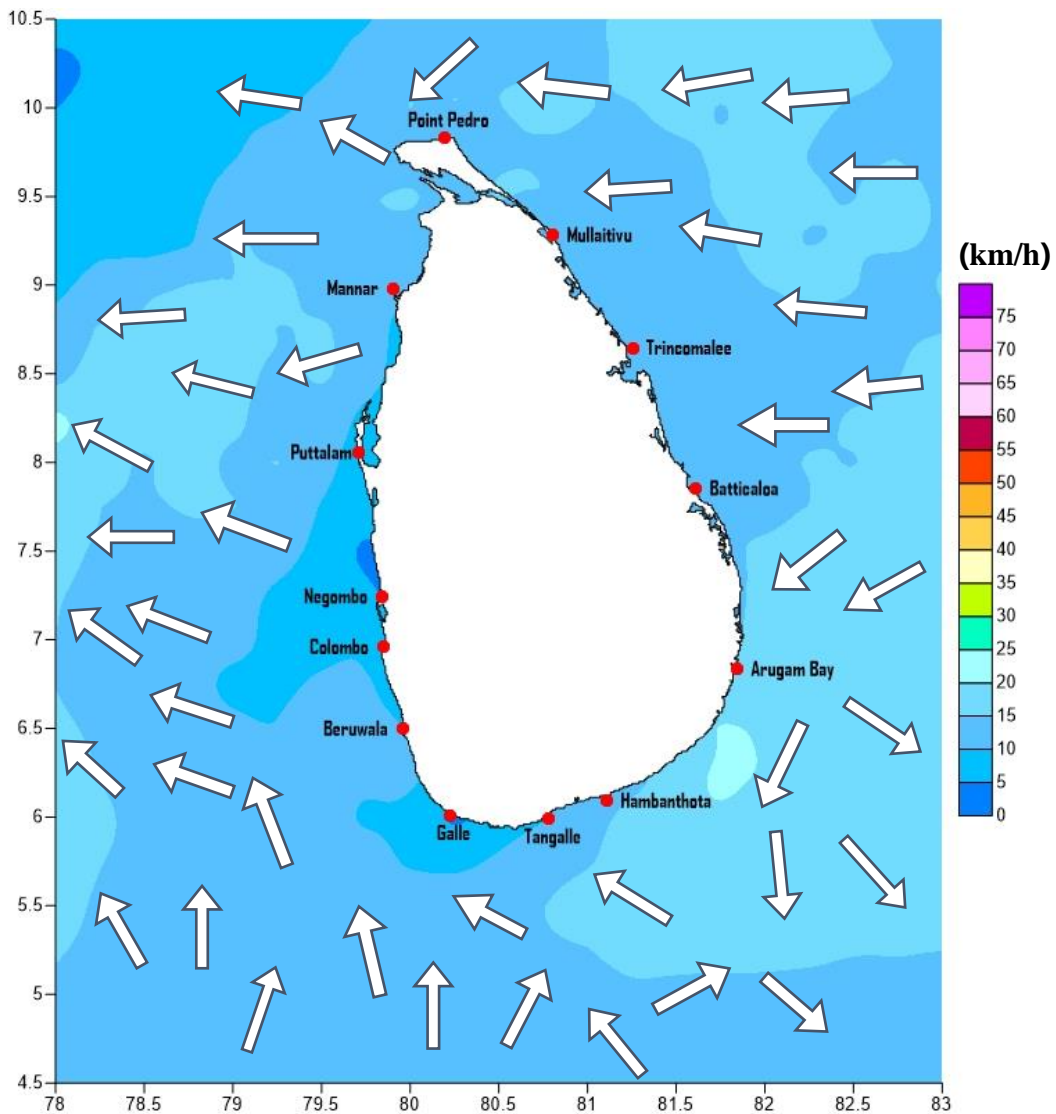 10.5
10
Point Pedro
9.5
Mullaitivu
(km/h)
9
Mannar
75
70
Trincomalee
65
8.5
60
55
8
Puttalam
50
Batticaloa
45
7.5
40
35
Negombo
30
7
Colombo
25
Arugam Bay
20
6.5
Beruwala
15
10
Hambanthota
5
6
0
Galle
Tangalle
5.5
5
4.5
78 78.5 79 79.5 80 80.5 81 81.5 82 82.5 83